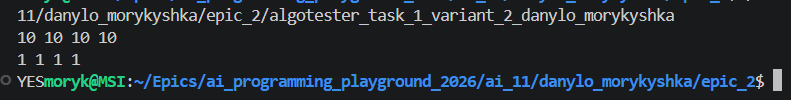 11/danylo_morykyshka/epic_2/algotester_task_1_variant_2_danylo_morykyshka
10 10 10 10
1 1 1 1
YESmoryk@MSI:~/Epics/ai_programming_playground_2026/ai_11/danylo_morykyshka/epic_2$